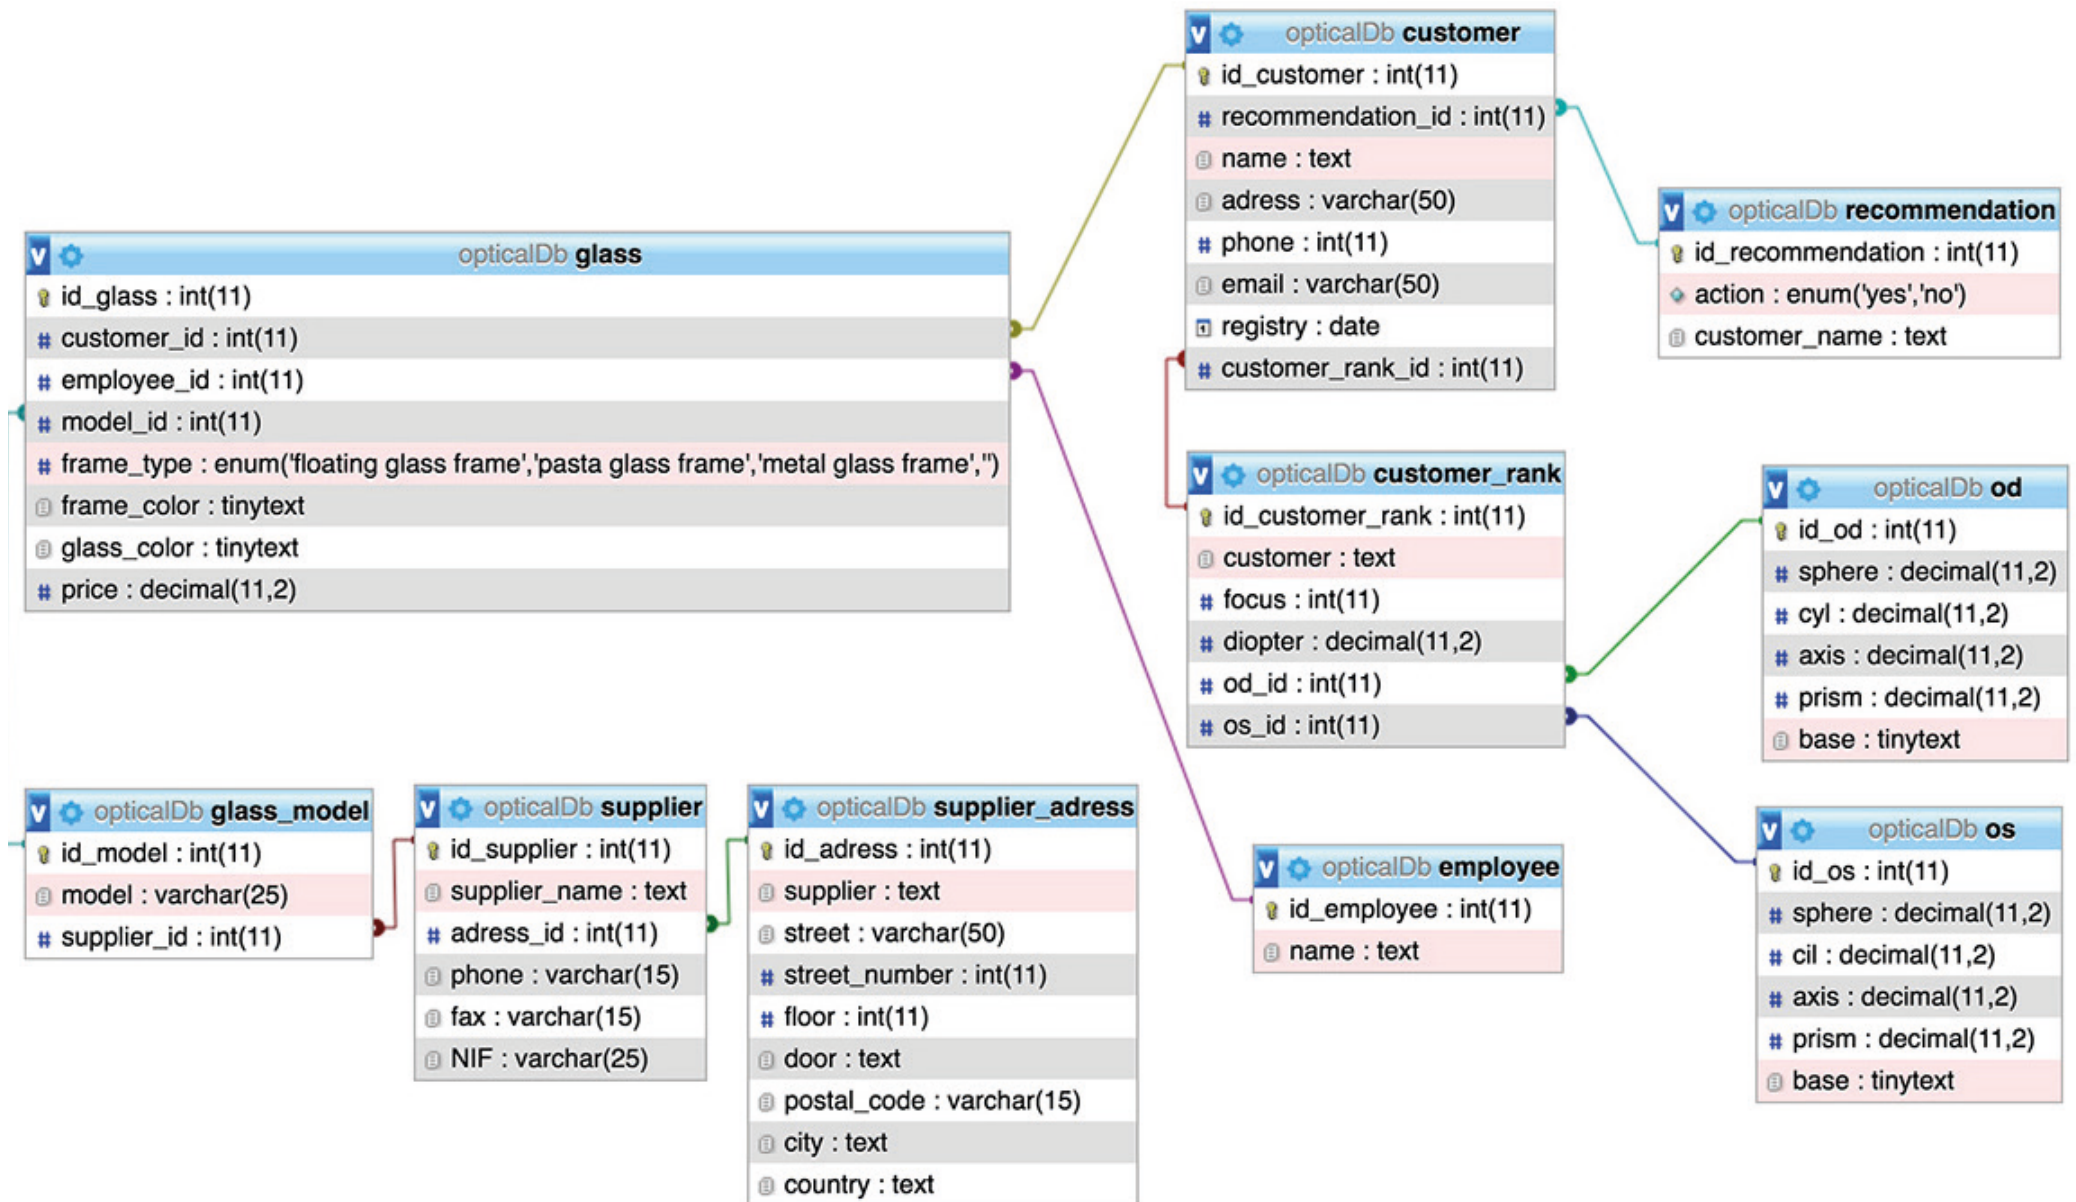 opticalDb glass
id_glass : int(11)
customer_id : int(11)
employee_id : int(11)
model_id : int(11)
frame_type : enum('floating glass frame','pasta glass frame','metal glass frame','')
frame_color : tinytext
glass_color : tinytext
price : decimal(11,2)
opticalDb customer
id_customer : int(11)
recommendation_id : int(11)
name : text
adress : varchar(50)
phone : int(11)
email : varchar(50)
registry : date
customer_rank_id : int(11)
opticalDb recommendation
id_recommendation : int(11)
action : enum('yes','no')
customer_name : text
opticalDb customer_rank
id_customer_rank : int(11)
customer : text
focus : int(11)
diopter : decimal(11,2)
od_id : int(11)
os_id : int(11)
opticalDb od
id_od : int(11)
sphere : decimal(11,2)
cyl : decimal(11,2)
axis : decimal(11,2)
prism : decimal(11,2)
base : tinytext
opticalDb glass_model
id_model : int(11)
model : varchar(25)
supplier_id : int(11)
opticalDb supplier
id_supplier : int(11)
supplier_name : text
adress_id : int(11)
phone : varchar(15)
fax : varchar(15)
NIF : varchar(25)
opticalDb supplier_adress
id_adress : int(11)
supplier : text
street : varchar(50)
street_number : int(11)
floor : int(11)
door : text
postal_code : varchar(15)
city : text
country : text
opticalDb employee
id_employee : int(11)
name : text
opticalDb os
id_os : int(11)
sphere : decimal(11,2)
cil : decimal(11,2)
axis : decimal(11,2)
prism : decimal(11,2)
base : tinytext